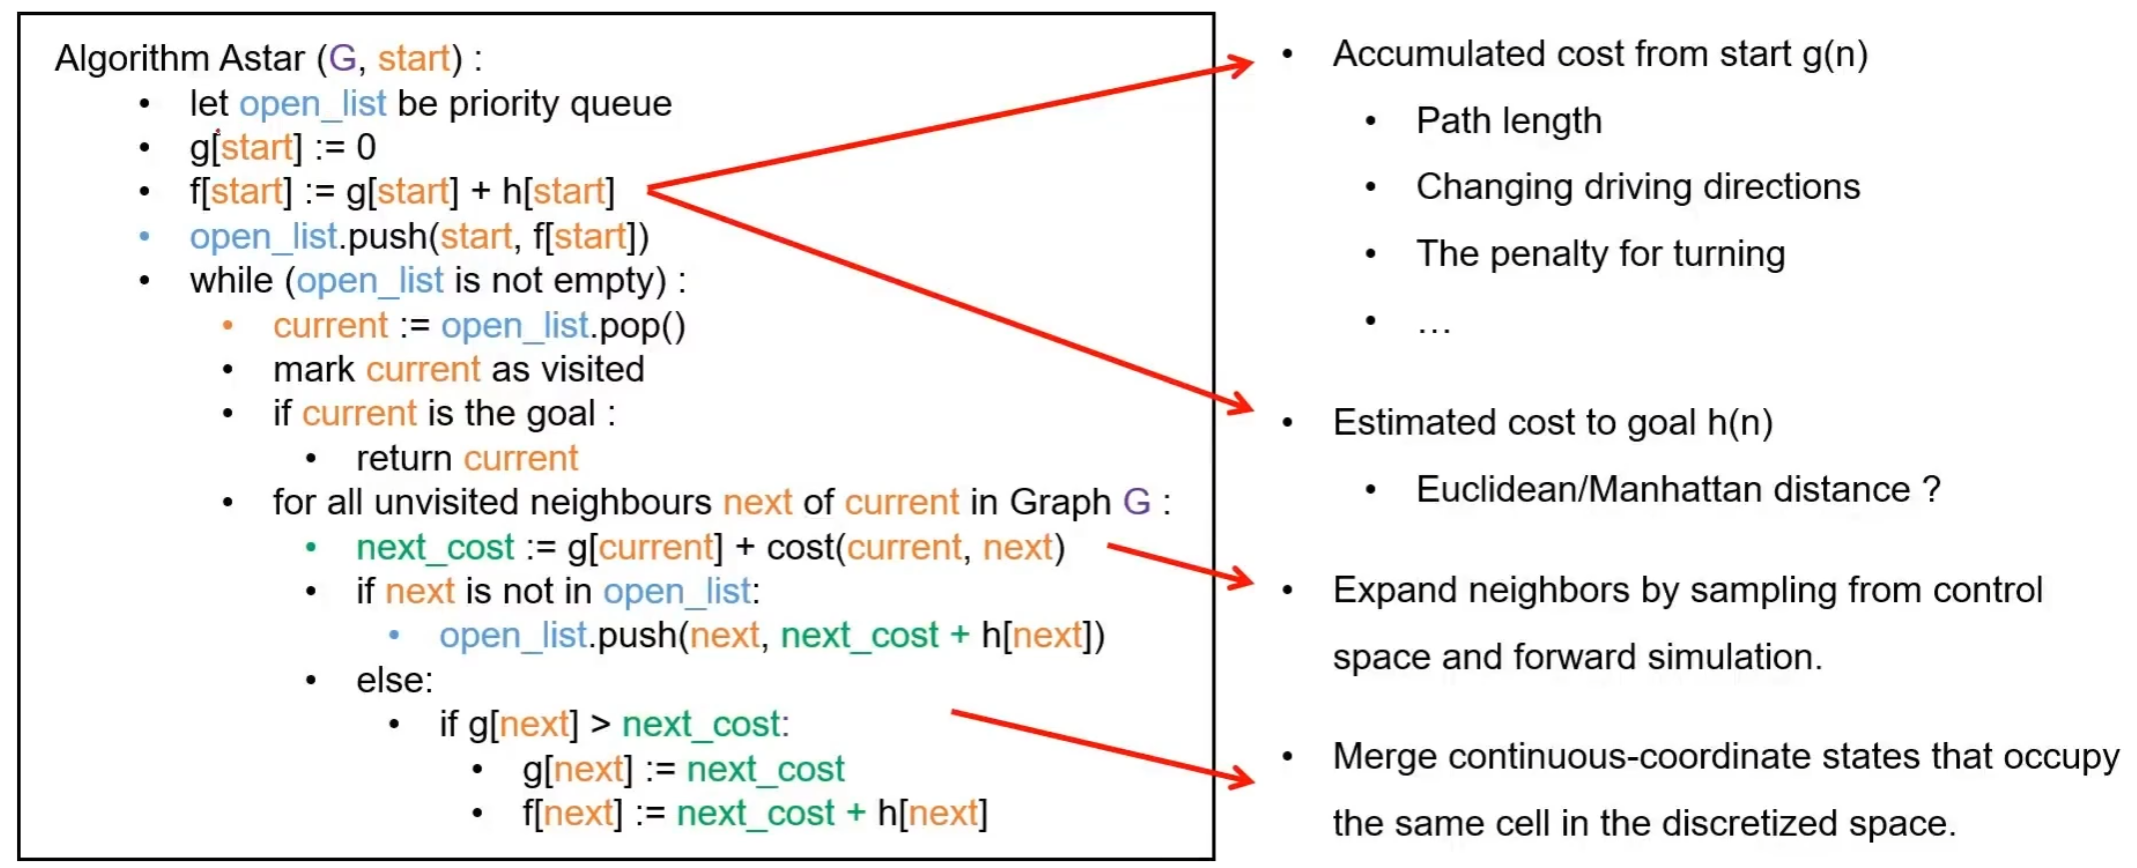 Algorithm Astar (G, start) :
• let open_list be priority queue
• g[start] := 0
• f[start] := g[start] + h[start]
• open_list.push(start, f[start])
• while (open_list is not empty) :
• current := open_list.pop()
• mark current as visited
• if current is the goal :
• return current
• for all unvisited neighbours next of current in Graph G :
• next_cost := g[current] + cost(current, next)
• if next is not in open_list:
• open_list.push(next, next_cost + h[next])
• else:
• if g[next] > next_cost:
• g[next] := next_cost
• f[next] := next_cost + h[next]
• Accumulated cost from start g(n)
• Path length
• Changing driving directions
• The penalty for turning
• …
• Estimated cost to goal h(n)
• Euclidean/Manhattan distance ?
• Expand neighbors by sampling from control
space and forward simulation.
• Merge continuous-coordinate states that occupy
the same cell in the discretized space.